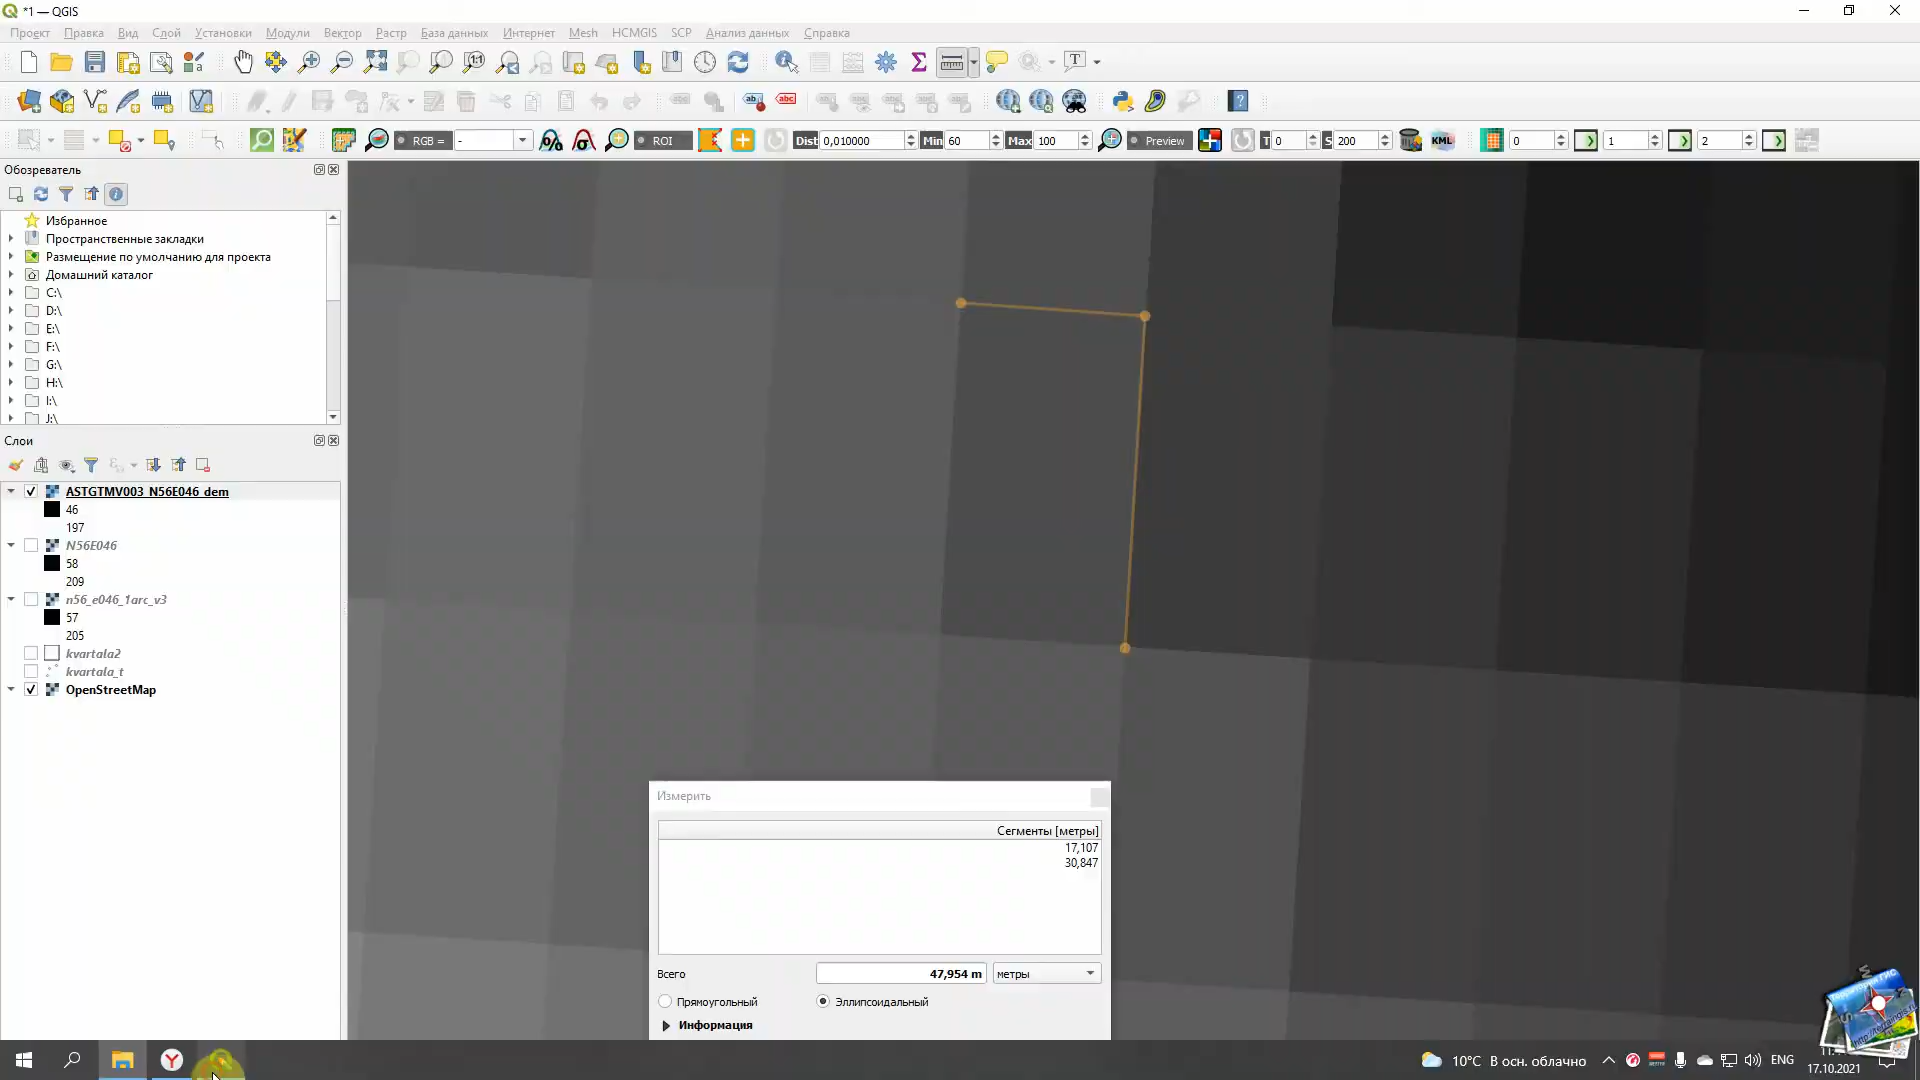 *1 — QGIS
Проект Правка Вид Слой Установки Модули Вектор Растр База данных Интернет Mesh HCMGIS SCP Анализ данных Справка
RGB = - ROI Dist 0,010000 Min 60 Max 100 Preview T 0 S 200 KML 0 1 2
Обозреватель
Избранное
Пространственные закладки
Размещение по умолчанию для проекта
Домашний каталог
C:\
D:\
E:\
F:\
G:\
H:\
I:\
J:\
Слои
ASTGTMV003_N56E046_dem
46
197
N56E046
58
209
n56_e046_1arc_v3
57
205
kvartala2
kvartala_t
OpenStreetMap
Измерить
Сегменты [метры]
17,107
30,847
Всего 47,954 m метры
Прямоугольный Эллипсоидальный
Информация
10°C В осн. облачно ENG
17.10.2021